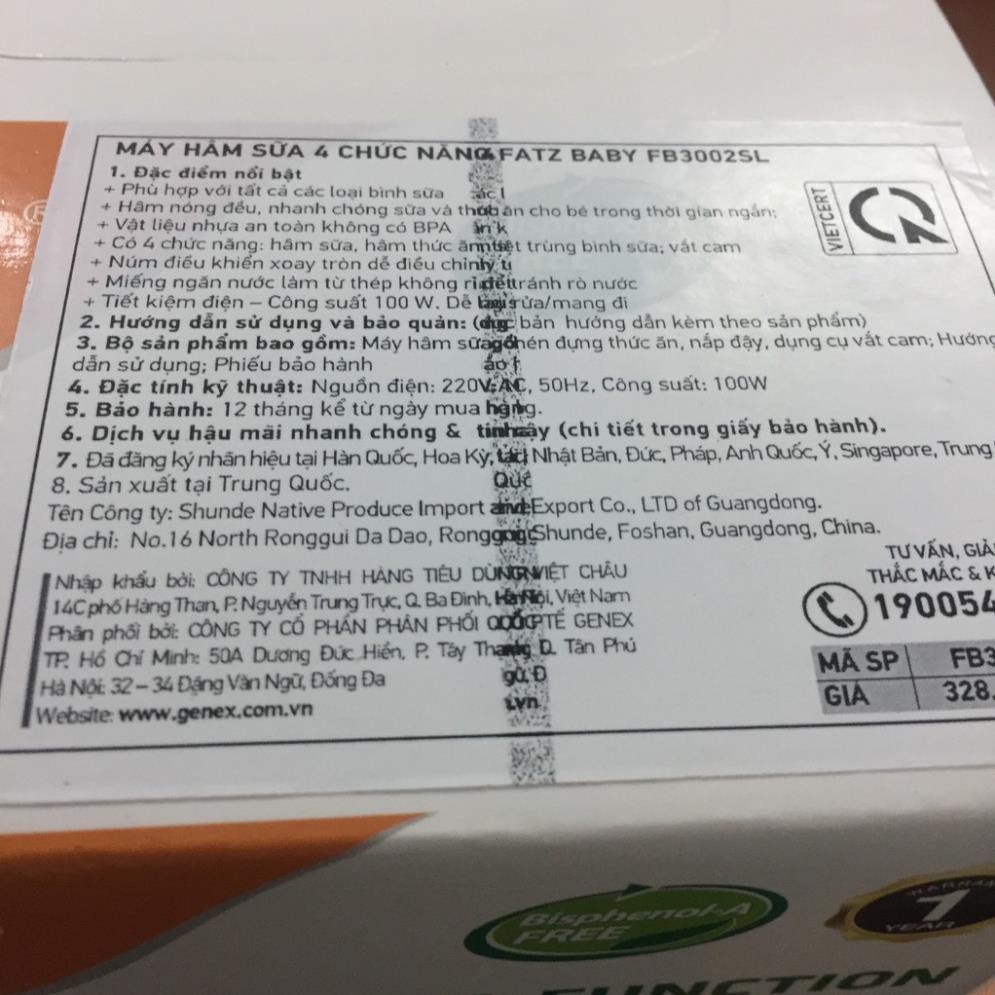 MÁY HÂM SỮA 4 CHỨC NĂNG FATZ BABY FB3002SL
1. Đặc điểm nổi bật
+ Phù hợp với tất cả các loại bình sữa
+ Hâm nóng đều, nhanh chóng sữa và thức ăn cho bé trong thời gian ngắn;
+ Vật liệu nhựa an toàn không có BPA
+ Có 4 chức năng: hâm sữa, hâm thức ăn, tiệt trùng bình sữa; vắt cam
+ Núm điều khiển xoay tròn dễ điều chỉnh
+ Miếng ngăn nước làm từ thép không rỉ để tránh rò nước
+ Tiết kiệm điện – Công suất 100 W. Dễ rửa/mang đi
2. Hướng dẫn sử dụng và bảo quản: (đọc bản hướng dẫn kèm theo sản phẩm)
3. Bộ sản phẩm bao gồm: Máy hâm sữa, chén đựng thức ăn, nắp đậy, dụng cụ vắt cam; Hướng
dẫn sử dụng; Phiếu bảo hành
4. Đặc tính kỹ thuật: Nguồn điện: 220V-AC, 50Hz, Công suất: 100W
5. Bảo hành: 12 tháng kể từ ngày mua hàng.
6. Dịch vụ hậu mãi nhanh chóng & tin cậy (chi tiết trong giấy bảo hành).
7. Đã đăng ký nhãn hiệu tại Hàn Quốc, Hoa Kỳ, Nhật Bản, Đức, Pháp, Anh Quốc, Ý, Singapore, Trung
8. Sản xuất tại Trung Quốc.
Tên Công ty: Shunde Native Produce Import and Export Co., LTD of Guangdong.
Địa chỉ: No.16 North Ronggui Da Dao, Ronggui, Shunde, Foshan, Guangdong, China.
Nhập khẩu bởi: CÔNG TY TNHH HÀNG TIÊU DÙNG VIỆT CHÂU
14C phố Hàng Than, P. Nguyễn Trung Trực, Q. Ba Đình, Hà Nội, Việt Nam
Phân phối bởi: CÔNG TY CỔ PHẦN PHÂN PHỐI QUỐC TẾ GENEX
TP. Hồ Chí Minh: 50A Dương Đức Hiền, P. Tây Thạnh, Q. Tân Phú
Hà Nội: 32 – 34 Đặng Văn Ngữ, Đống Đa
Website: www.genex.com.vn
VIETCERT
TƯ VẤN, GIẢ
THẮC MẮC & K
190054
MÃ SP FB3
GIÁ 328.
Bisphenol-A
FREE
WARRAN
1
YEAR
FUNCTION